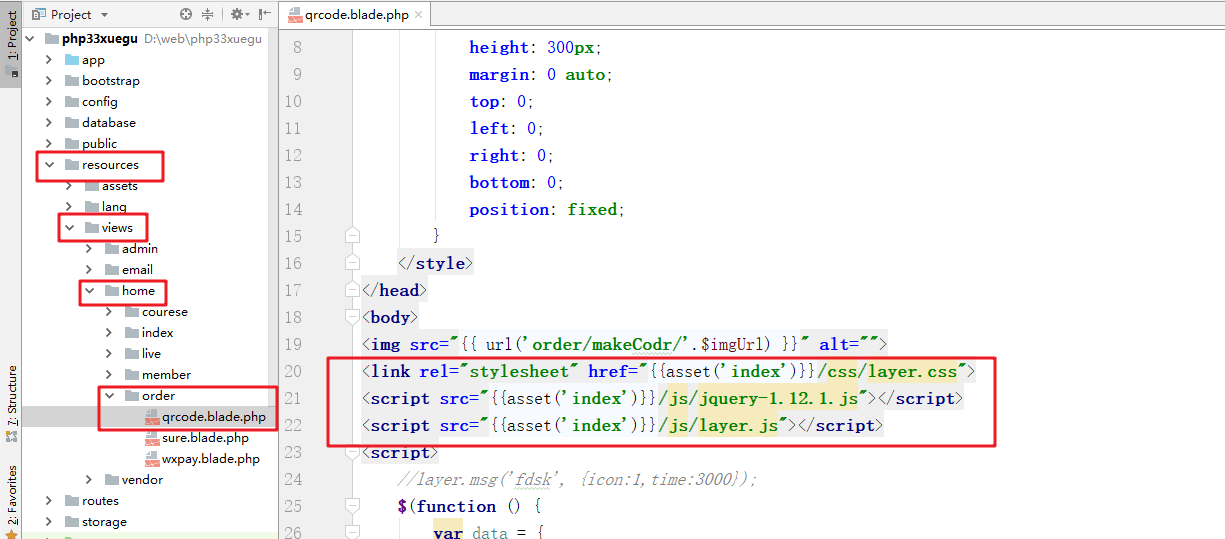 1: Project
Project
php33xuegu D:\web\php33xuegu
app
bootstrap
config
database
public
resources
assets
lang
views
admin
email
home
courese
index
live
member
order
qrcode.blade.php
sure.blade.php
wxpay.blade.php
vendor
routes
storage
7: Structure
2: Favorites
qrcode.blade.php
8 height: 300px;
9 margin: 0 auto;
10 top: 0;
11 left: 0;
12 right: 0;
13 bottom: 0;
14 position: fixed;
15 }
16 </style>
17 </head>
18 <body>
19 <img src="{{ url('order/makeCodr/'.$imgUrl) }}" alt="">
20 <link rel="stylesheet" href="{{asset('index')}}/css/layer.css">
21 <script src="{{asset('index')}}/js/jquery-1.12.1.js"></script>
22 <script src="{{asset('index')}}/js/layer.js"></script>
23 <script>
24 //layer.msg('fdsk', {icon:1,time:3000});
25 $(function () {
26 var data = {